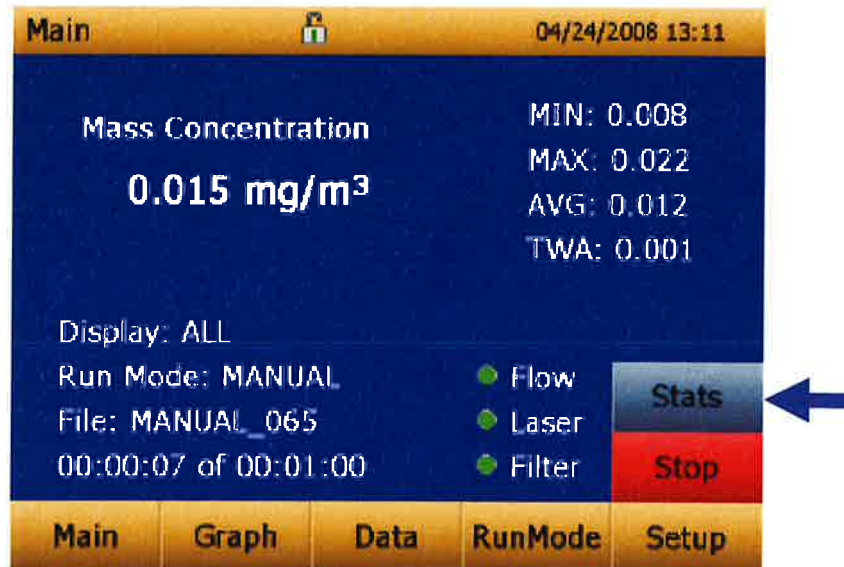 Main 04/24/2008 13:11
Mass Concentration
0.015 mg/m³
MIN: 0.008
MAX: 0.022
AVG: 0.012
TWA: 0.001
Display: ALL
Run Mode: MANUAL
File: MANUAL_065
00:00:07 of 00:01:00
Flow
Laser
Filter
Stats
Stop
Main Graph Data RunMode Setup